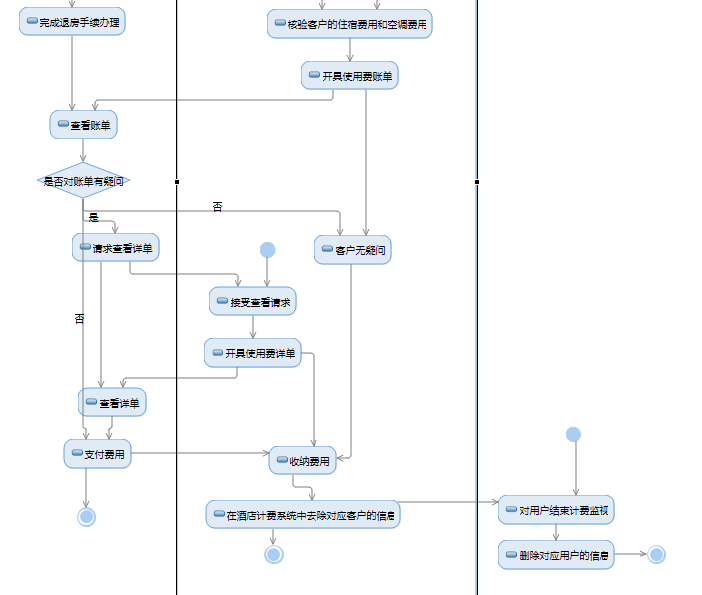 完成退房手续办理
核验客户的住宿费用和空调费用
开具使用费账单
查看账单
是否对账单有疑问
否
是
请求查看详单
客户无疑问
接受查看请求
否
开具使用费详单
查看详单
支付费用
收纳费用
在酒店计费系统中去除对应客户的信息
对用户结束计费监视
删除对应用户的信息